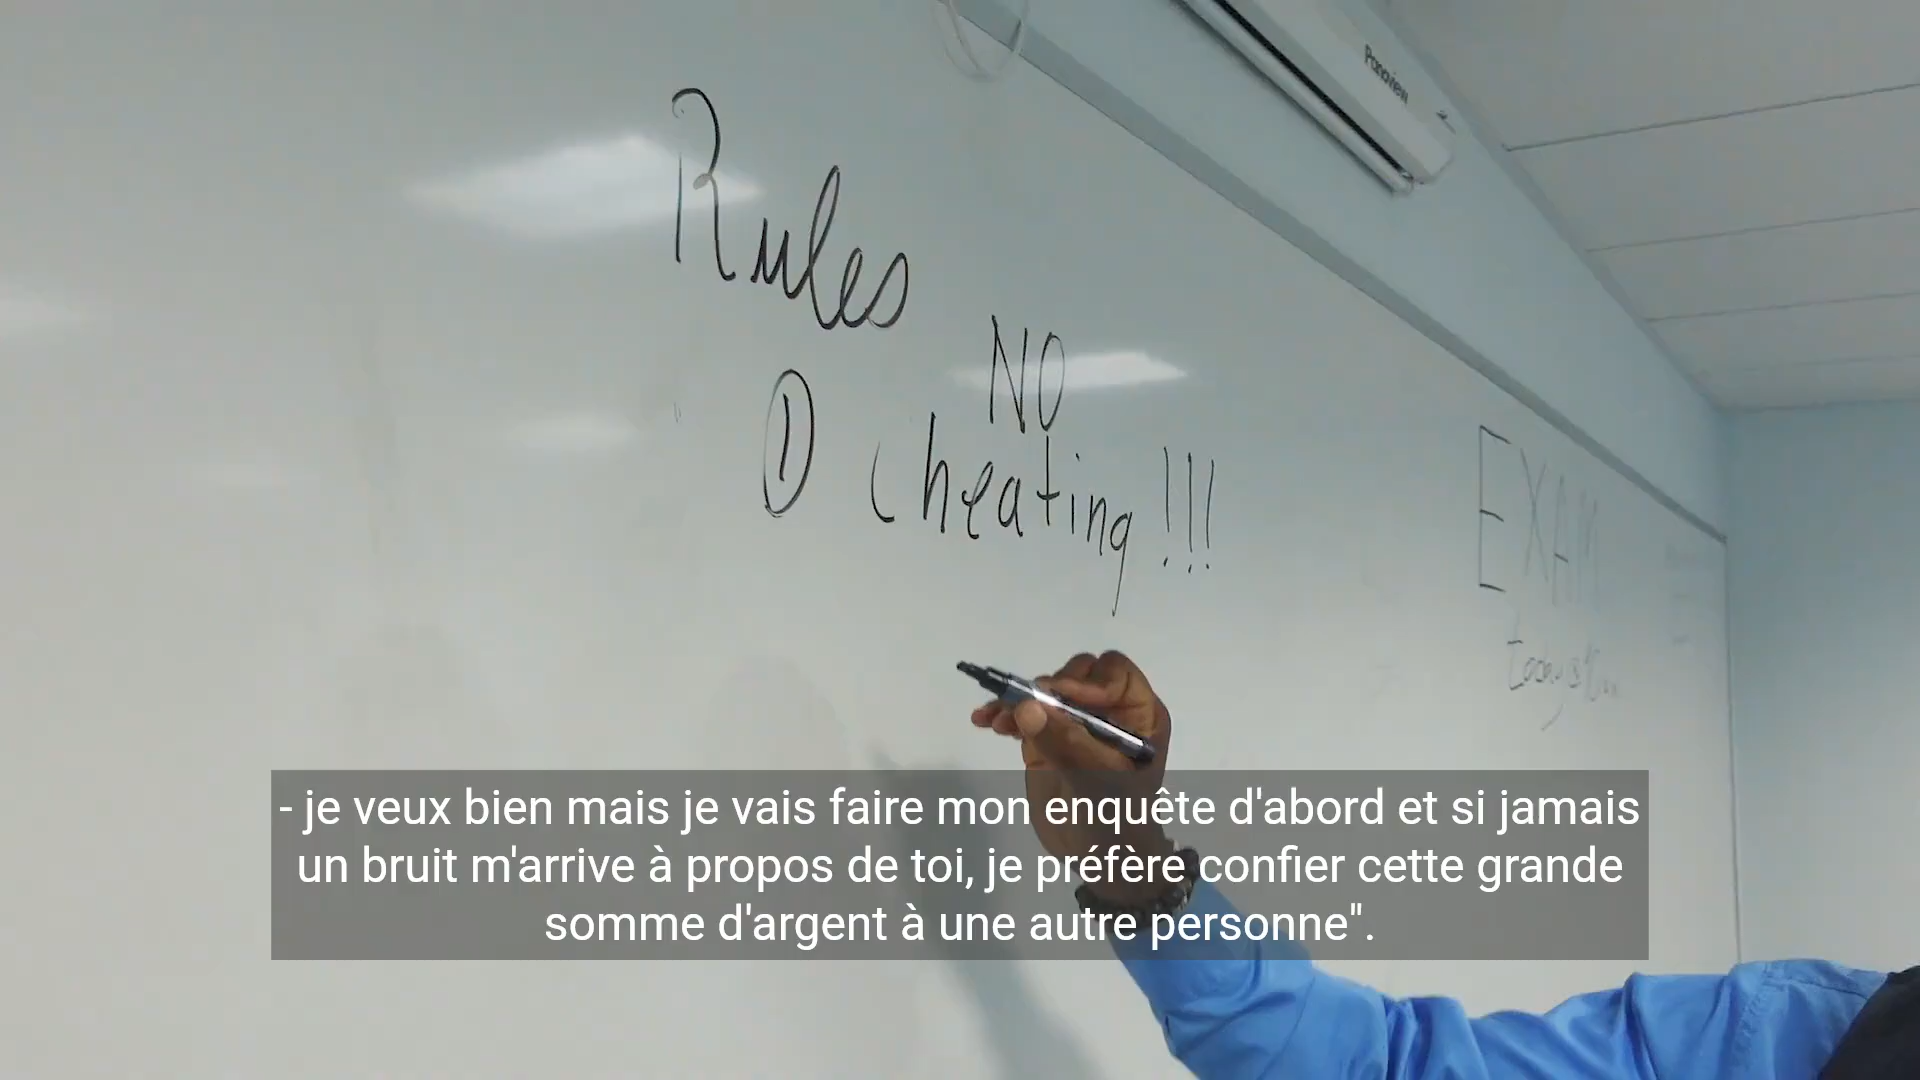 Panaview
Rules
NO
① cheating!!!
EXAM
- je veux bien mais je vais faire mon enquête d'abord et si jamais
un bruit m'arrive à propos de toi, je préfère confier cette grande
somme d'argent à une autre personne".